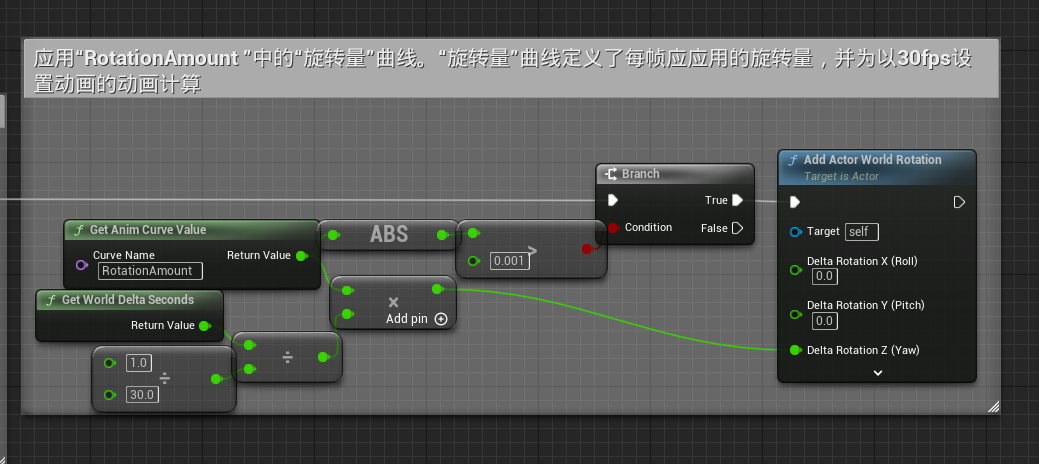 应用“RotationAmount ”中的“旋转量”曲线。“旋转量”曲线定义了每帧应应用的旋转量，并为以30fps设
置动画的动画计算
Add Actor World Rotation
Target is Actor
Branch
True
Condition
False
Target self
Delta Rotation X (Roll)
0.0
Delta Rotation Y (Pitch)
0.0
Delta Rotation Z (Yaw)
Get Anim Curve Value
Curve Name
RotationAmount
Return Value
ABS
>
0.001
×
Add pin
Get World Delta Seconds
Return Value
÷
1.0
÷
30.0